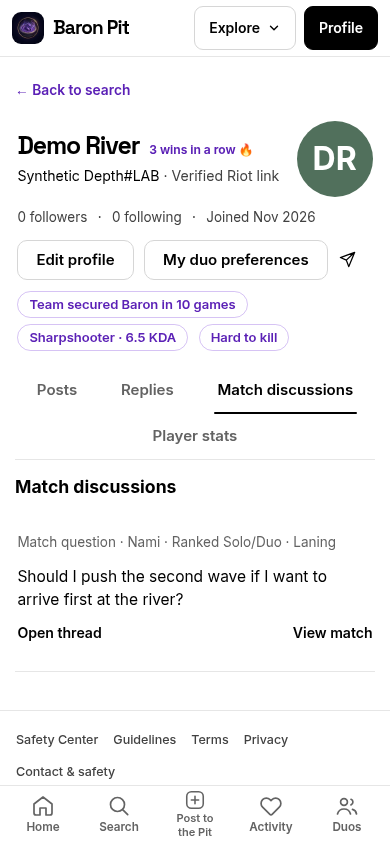 Baron Pit
Explore
Profile
← Back to search
Demo River 3 wins in a row 🔥
DR
Synthetic Depth#LAB · Verified Riot link
0 followers · 0 following · Joined Nov 2026
Edit profile
My duo preferences
Team secured Baron in 10 games
Sharpshooter · 6.5 KDA
Hard to kill
Posts
Replies
Match discussions
Player stats
Match discussions
Match question · Nami · Ranked Solo/Duo · Laning
Should I push the second wave if I want to
arrive first at the river?
Open thread
View match
Safety Center
Guidelines
Terms
Privacy
Contact & safety
Home
Search
Post to
the Pit
Activity
Duos